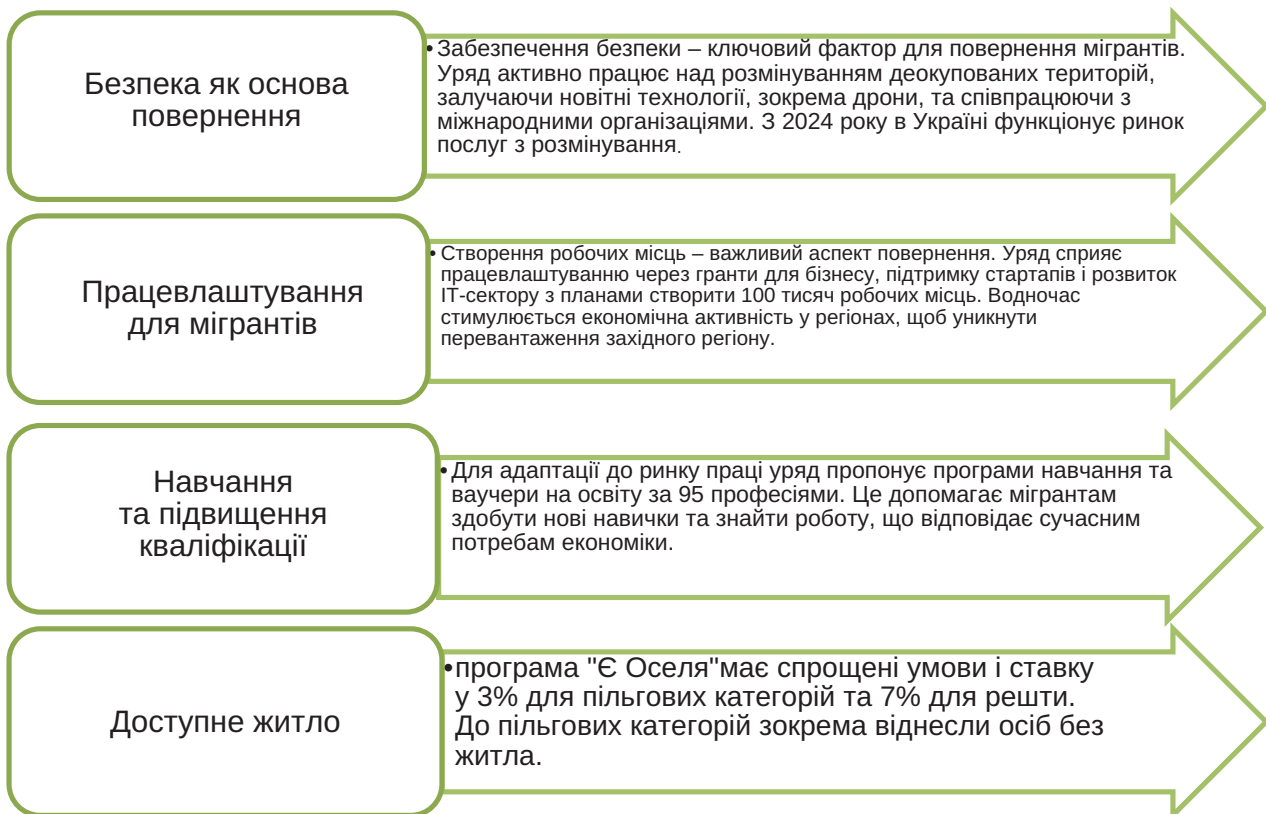 Безпека як основа
повернення
• Забезпечення безпеки – ключовий фактор для повернення мігрантів.
Уряд активно працює над розмінуванням деокупованих територій,
залучаючи новітні технології, зокрема дрони, та співпрацюючи з
міжнародними організаціями. З 2024 року в Україні функціонує ринок
послуг з розмінування.
Працевлаштування
для мігрантів
• Створення робочих місць – важливий аспект повернення. Уряд сприяє
працевлаштуванню через гранти для бізнесу, підтримку стартапів і розвиток
ІТ-сектору з планами створити 100 тисяч робочих місць. Водночас
стимулюється економічна активність у регіонах, щоб уникнути
перевантаження західного регіону.
Навчання
та підвищення
кваліфікації
• Для адаптації до ринку праці уряд пропонує програми навчання та
ваучери на освіту за 95 професіями. Це допомагає мігрантам
здобути нові навички та знайти роботу, що відповідає сучасним
потребам економіки.
Доступне житло
•програма "Є Оселя"має спрощені умови і ставку
у 3% для пільгових категорій та 7% для решти.
До пільгових категорій зокрема віднесли осіб без
житла.